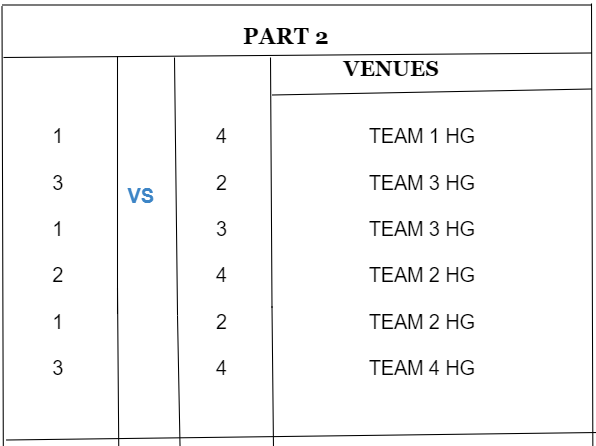 PART 2
VENUES
1 4 TEAM 1 HG
3 VS 2 TEAM 3 HG
1 3 TEAM 3 HG
2 4 TEAM 2 HG
1 2 TEAM 2 HG
3 4 TEAM 4 HG